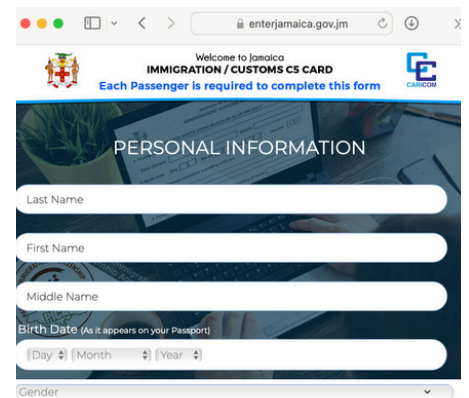 enterjamaica.gov.jm
Welcome to Jamaica
IMMIGRATION / CUSTOMS C5 CARD
Each Passenger is required to complete this form
CARICOM
PERSONAL INFORMATION
Last Name
First Name
Middle Name
Birth Date (As it appears on your Passport)
Day Month Year
Gender